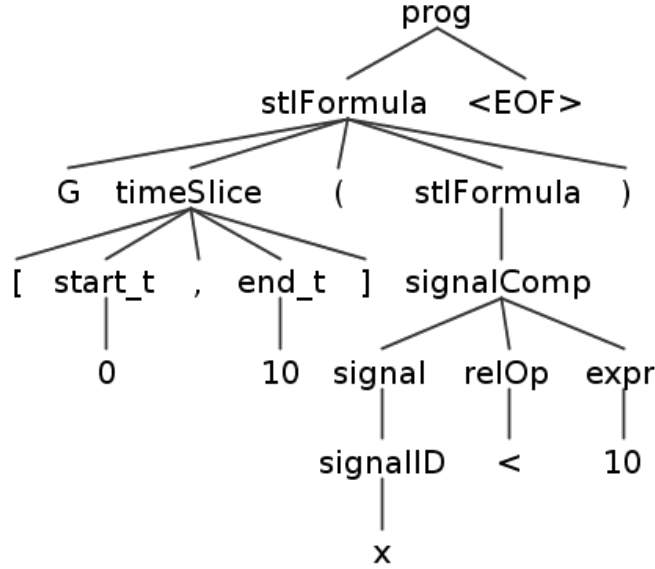 prog
stlFormula <EOF>
G timeSlice ( stlFormula )
[ start_t , end_t ] signalComp
0 10 signal relOp expr
signalID < 10
x